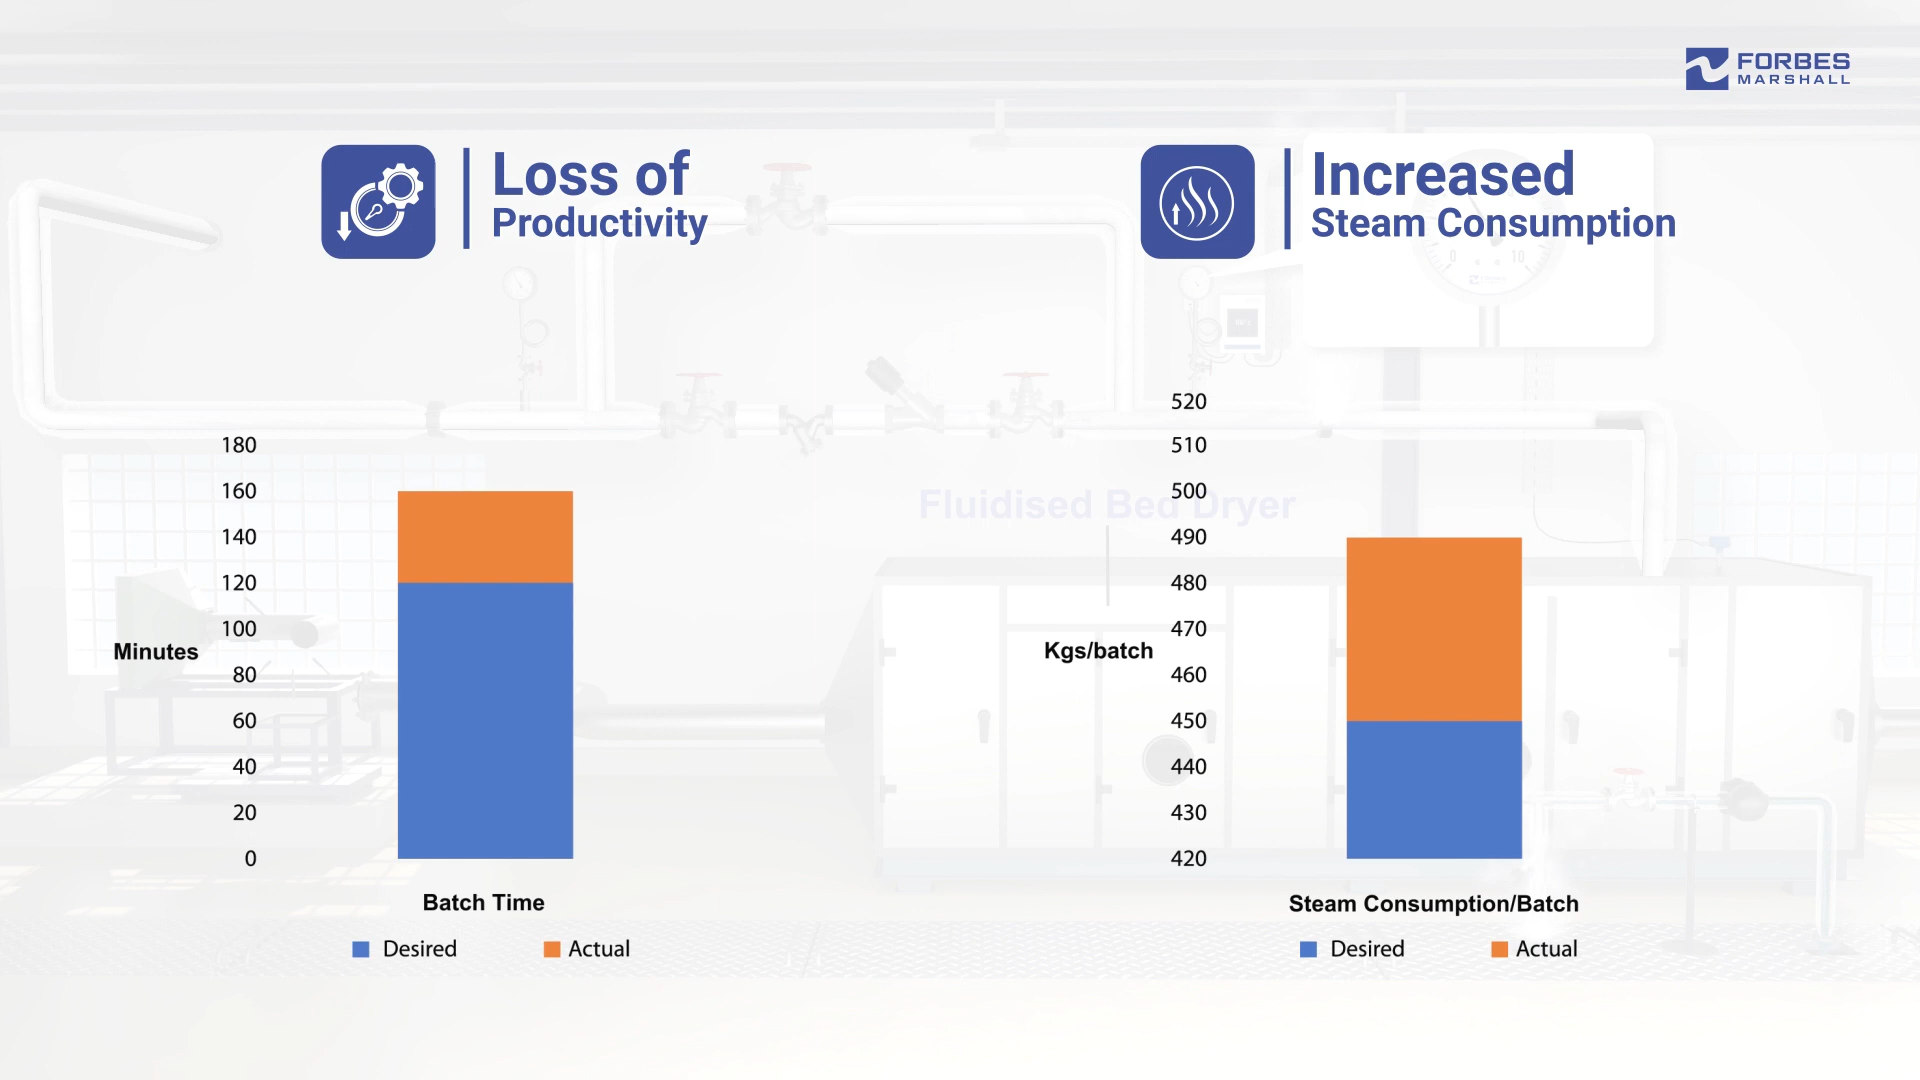 FORBES
MARSHALL
Loss of
Productivity
Increased
Steam Consumption
0 10
Fluidised Bed Dryer
Minutes
180
160
140
120
100
80
60
40
20
0
Batch Time
Desired Actual
Kgs/batch
520
510
500
490
480
470
460
450
440
430
420
Steam Consumption/Batch
Desired Actual